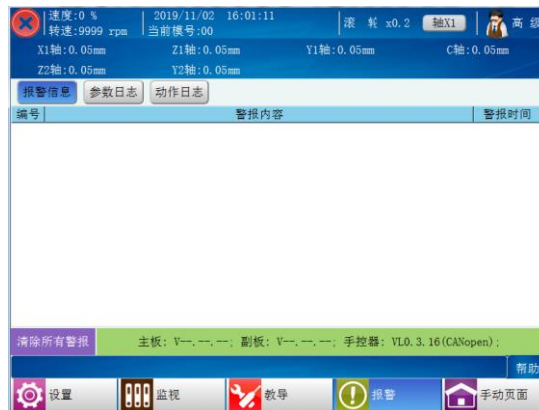 速度:0 % 2019/11/02 16:01:11 滚 轮 x0.2 轴X1 高 级
转速:9999 rpm 当前模号:00
X1轴:0.05mm Z1轴:0.05mm Y1轴:0.05mm C轴:0.05mm
Z2轴:0.05mm Y2轴:0.05mm
报警信息 参数日志 动作日志
编号 警报内容 警报时间
清除所有警报 主板: V--.--.--; 副板: V--.--.--; 手控器: VL0.3.16(CANopen);
帮助
设置 监视 教导 报警 手动页面